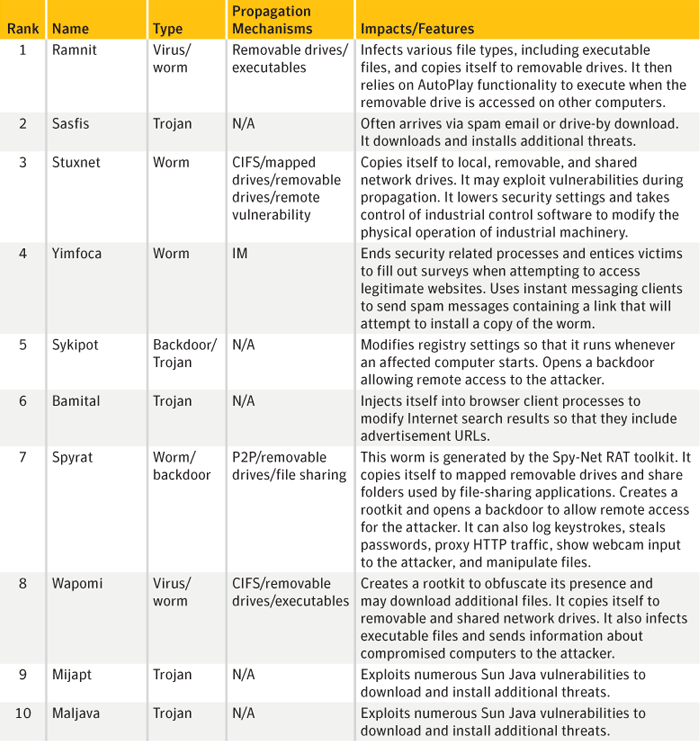 Rank Name Type Propagation Mechanisms Impacts/Features
1 Ramnit Virus/ Removable drives/ Infects various file types, including executable
worm executables files, and copies itself to removable drives. It then
relies on AutoPlay functionality to execute when the
removable drive is accessed on other computers.
2 Sasfis Trojan N/A Often arrives via spam email or drive-by download.
It downloads and installs additional threats.
3 Stuxnet Worm CIFS/mapped Copies itself to local, removable, and shared
drives/removable network drives. It may exploit vulnerabilities during
drives/remote propagation. It lowers security settings and takes
vulnerability control of industrial control software to modify the
physical operation of industrial machinery.
4 Yimfoca Worm IM Ends security related processes and entices victims
to fill out surveys when attempting to access
legitimate websites. Uses instant messaging clients
to send spam messages containing a link that will
attempt to install a copy of the worm.
5 Sykipot Backdoor/ N/A Modifies registry settings so that it runs whenever
Trojan an affected computer starts. Opens a backdoor
allowing remote access to the attacker.
6 Bamital Trojan N/A Injects itself into browser client processes to
modify Internet search results so that they include
advertisement URLs.
7 Spyrat Worm/ P2P/removable This worm is generated by the Spy-Net RAT toolkit. It
backdoor drives/file sharing copies itself to mapped removable drives and share
folders used by file-sharing applications. Creates a
rootkit and opens a backdoor to allow remote access
for the attacker. It can also log keystrokes, steals
passwords, proxy HTTP traffic, show webcam input
to the attacker, and manipulate files.
8 Wapomi Virus/ CIFS/removable Creates a rootkit to obfuscate its presence and
worm drives/executables may download additional files. It copies itself to
removable and shared network drives. It also infects
executable files and sends information about
compromised computers to the attacker.
9 Mijapt Trojan N/A Exploits numerous Sun Java vulnerabilities to
download and install additional threats.
10 Maljava Trojan N/A Exploits numerous Sun Java vulnerabilities to
download and install additional threats.